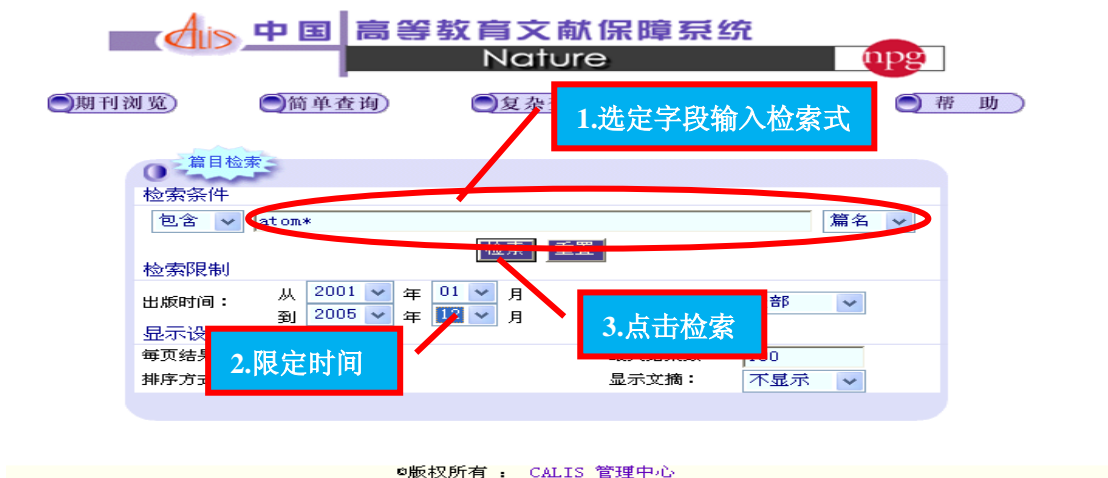 Alis 中国 高等教育文献保障系统
Nature
npg
期刊浏览 简单查询 复杂 帮 助
1.选定字段输入检索式
篇目检索
检索条件
包含 atom* 篇名
检索 重置
检索限制
出版时间： 从 2001 年 01 月 部
到 2005 年 12 月
3.点击检索
显示设
2.限定时间
每页结果
排序方式 显示文摘： 不显示
©版权所有 ： CALIS 管理中心